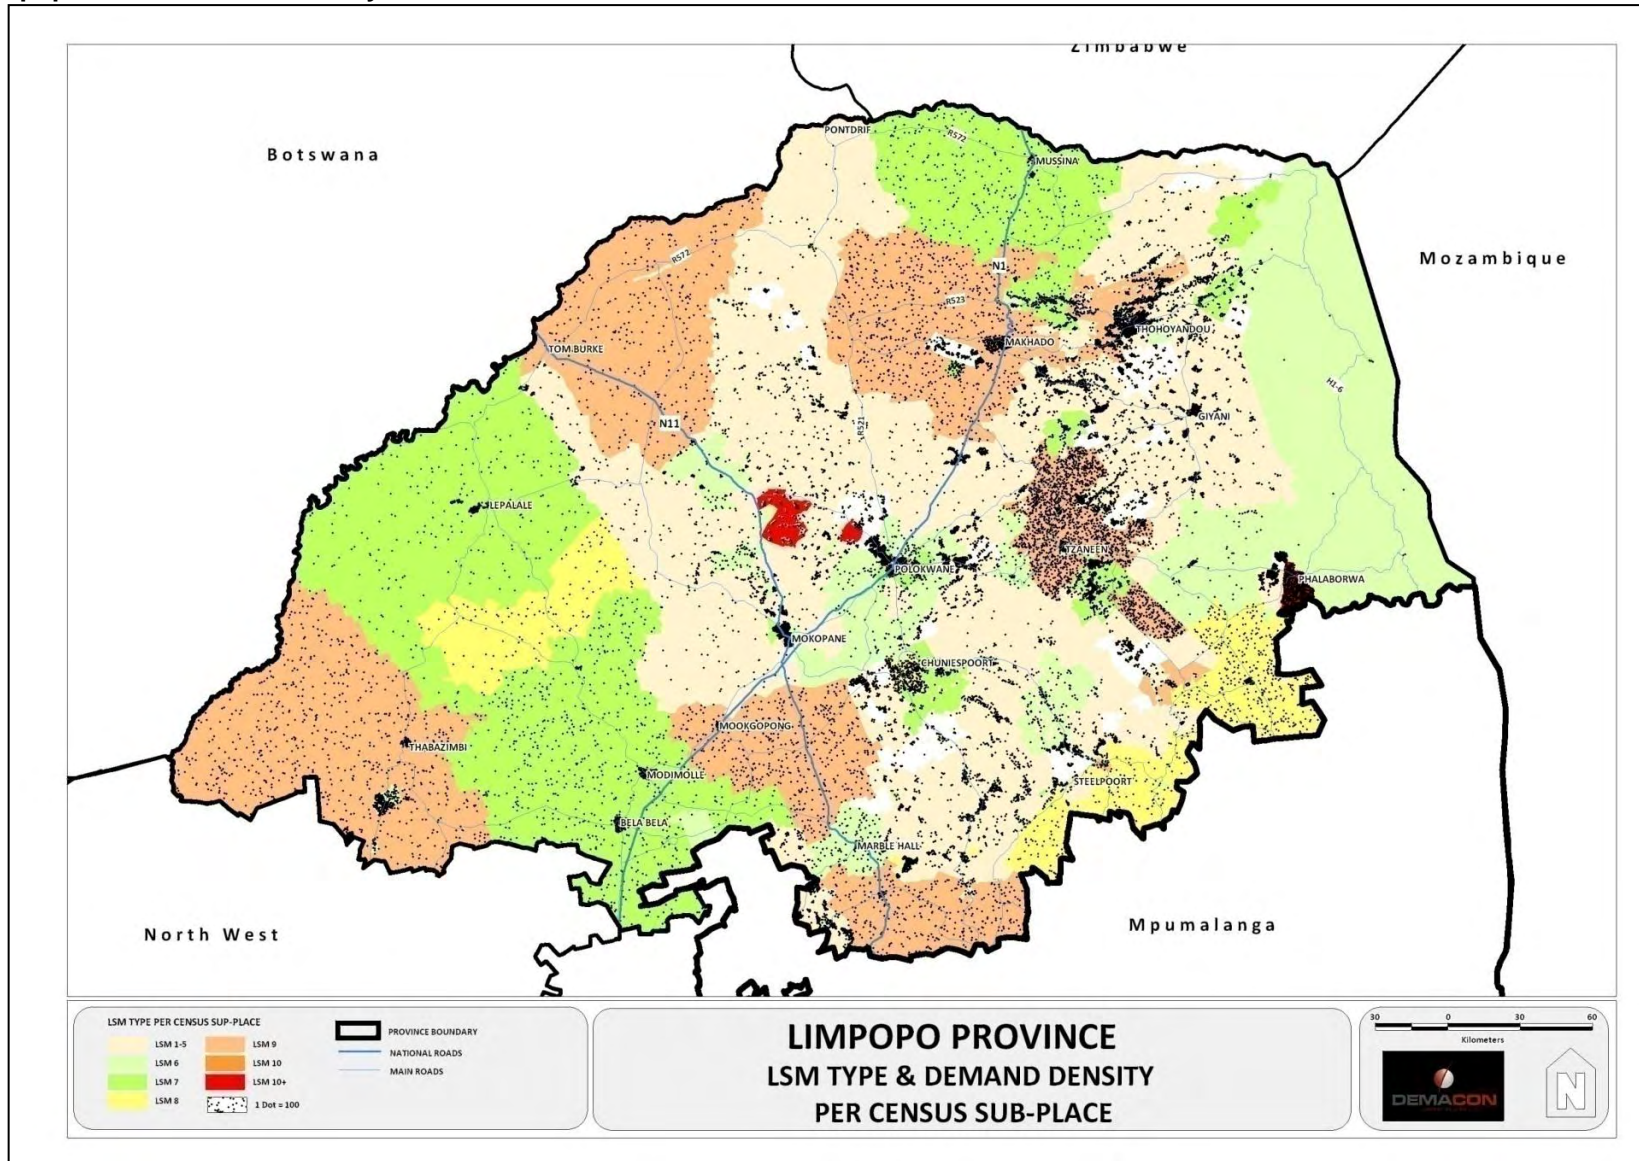 Zimbabwe
Botswana
PONTDRIF
R572
MUSSINA
Mozambique
R572
N1
R523
THOHOYANDOU
MAKHADO
TOM BURKE
H1-6
GIYANI
N11
R521
LEPALALE
TZANEEN
POLOKWANE
PHALABORWA
MOKOPANE
CHUNIESPOORT
MOOKGOPONG
THABAZIMBI
MODIMOLLE
STEELPOORT
BELA BELA
MARBLE HALL
North West
Mpumalanga
LSM TYPE PER CENSUS SUP-PLACE
LSM 1-5
LSM 6
LSM 7
LSM 8
LSM 9
LSM 10
LSM 10+
1 Dot = 100
PROVINCE BOUNDARY
NATIONAL ROADS
MAIN ROADS
LIMPOPO PROVINCE
LSM TYPE & DEMAND DENSITY
PER CENSUS SUB-PLACE
30 0 30 60
Kilometers
DEMACON
N